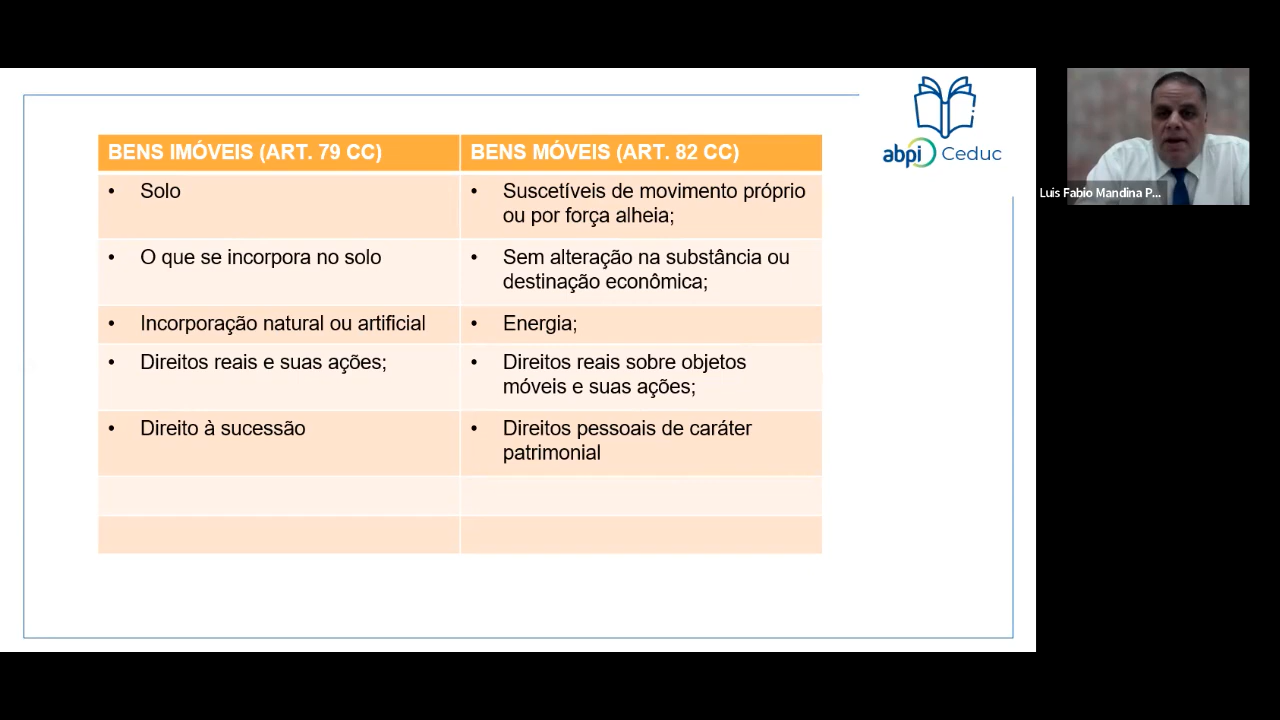 BENS IMÓVEIS (ART. 79 CC)
BENS MÓVEIS (ART. 82 CC)
• Solo
• Suscetíveis de movimento próprio
ou por força alheia;
• O que se incorpora no solo
• Sem alteração na substância ou
destinação econômica;
• Incorporação natural ou artificial
• Energia;
• Direitos reais e suas ações;
• Direitos reais sobre objetos
móveis e suas ações;
• Direito à sucessão
• Direitos pessoais de caráter
patrimonial
abpi Ceduc
Luis Fabio Mandina P...